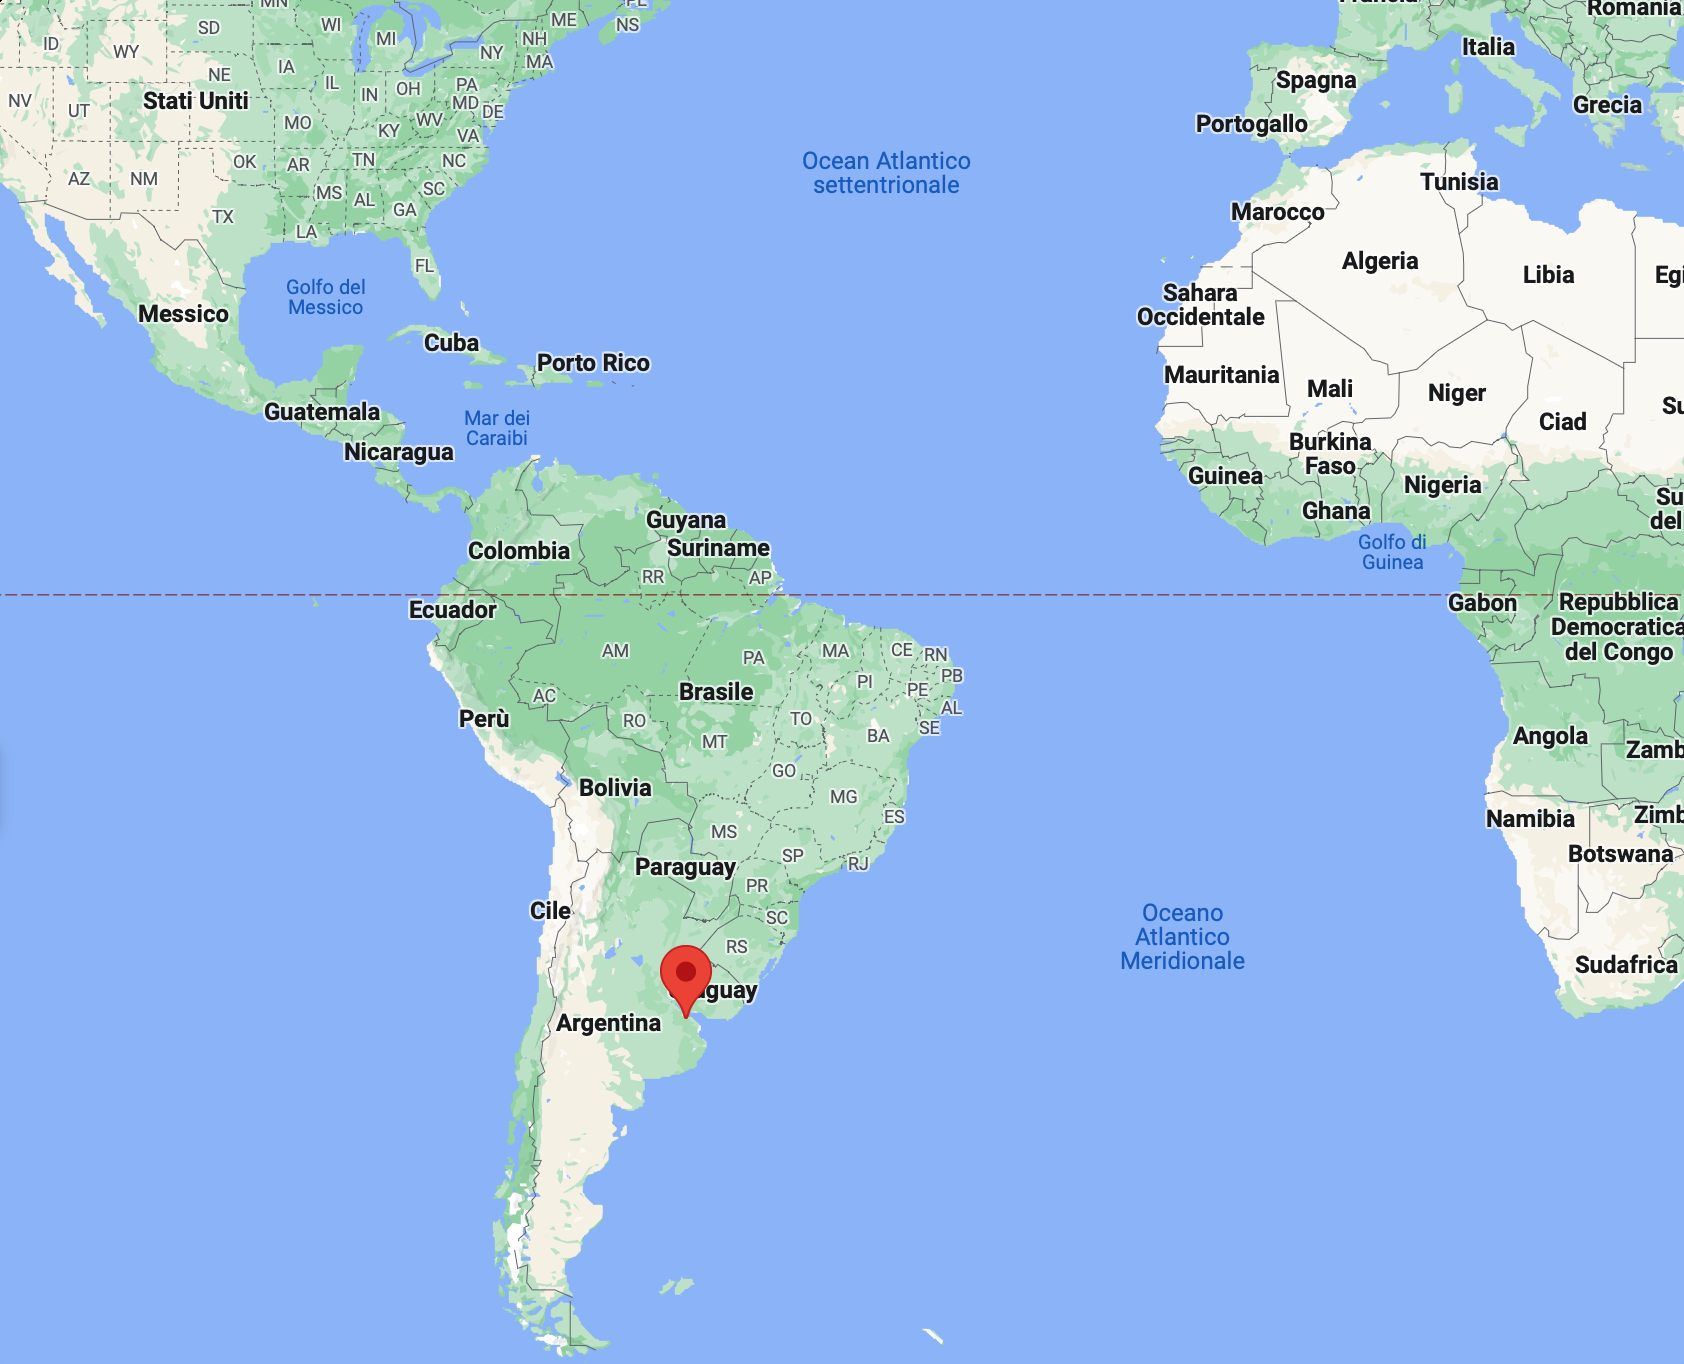 MN
PE
Francia
Romania
ID
SD
WI
MI
ME
NS
NH
NY
MA
Italia
WY
NE
IA
IL
IN
OH
PA
MD
DE
Spagna
NV
UT
Stati Uniti
MO
KY
WV
VA
Grecia
Portogallo
AZ
NM
OK
AR
TN
NC
MS
AL
SC
GA
TX
LA
Ocean Atlantico
settentrionale
Tunisia
Marocco
FL
Algeria
Libia
Egi
Golfo del
Messico
Messico
Sahara
Occidentale
Cuba
Porto Rico
Mauritania
Mali
Niger
Ciad
Su
Guatemala
Mar dei
Caraibi
Nicaragua
Burkina
Faso
Guinea
Nigeria
Ghana
Su
del
Guyana
Suriname
Colombia
Golfo di
Guinea
RR
AP
Ecuador
Gabon
Repubblica
Democratica
del Congo
AM
PA
MA
CE
RN
PB
PI
PE
AL
SE
AC
Brasile
Perù
RO
TO
BA
MT
GO
Angola
Zamb
Bolivia
MG
ES
Namibia
Zimb
MS
SP
RJ
Botswana
Paraguay
PR
Cile
SC
Oceano
Atlantico
Meridionale
RS
Sudafrica
guay
Argentina